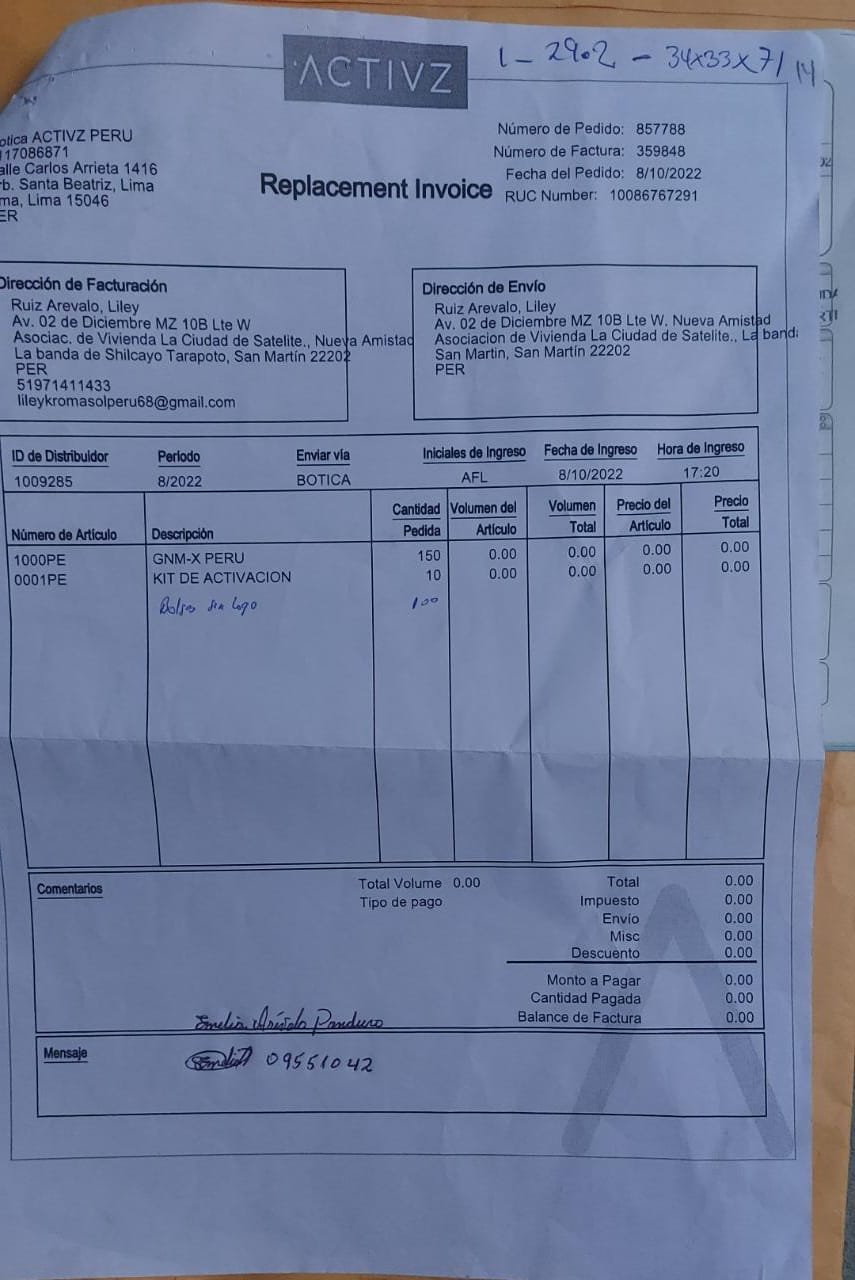 ACTIVZ
1 - 2902 - 34x33x71 14
otica ACTIVZ PERU
117086871
alle Carlos Arrieta 1416
rb. Santa Beatriz, Lima
ma, Lima 15046
ER
Replacement Invoice
Número de Pedido: 857788
Número de Factura: 359848
Fecha del Pedido: 8/10/2022
RUC Number: 10086767291
Dirección de Facturación
Ruiz Arevalo, Liley
Av. 02 de Diciembre MZ 10B Lte W
Asociac. de Vivienda La Ciudad de Satelite., Nueva Amistad
La banda de Shilcayo Tarapoto, San Martín 22202
PER
51971411433
lileykromasolperu68@gmail.com
Dirección de Envío
Ruiz Arevalo, Liley
Av. 02 de Diciembre MZ 10B Lte W. Nueva Amistad
Asociacion de Vivienda La Ciudad de Satelite., La banda
San Martin, San Martín 22202
PER
ID de Distribuidor Periodo Enviar vía Iniciales de Ingreso Fecha de Ingreso Hora de Ingreso
1009285 8/2022 BOTICA AFL 8/10/2022 17:20
Número de Artículo Descripción Cantidad Pedida Volumen del Artículo Volumen Total Precio del Artículo Precio Total
1000PE GNM-X PERU 150 0.00 0.00 0.00 0.00
0001PE KIT DE ACTIVACION 10 0.00 0.00 0.00 0.00
Bolsas sin logo 100
Comentarios
Total Volume 0.00
Tipo de pago
Total 0.00
Impuesto 0.00
Envío 0.00
Misc 0.00
Descuento 0.00
Monto a Pagar 0.00
Cantidad Pagada 0.00
Balance de Factura 0.00
Emelia Panduro
Mensaje
09551042